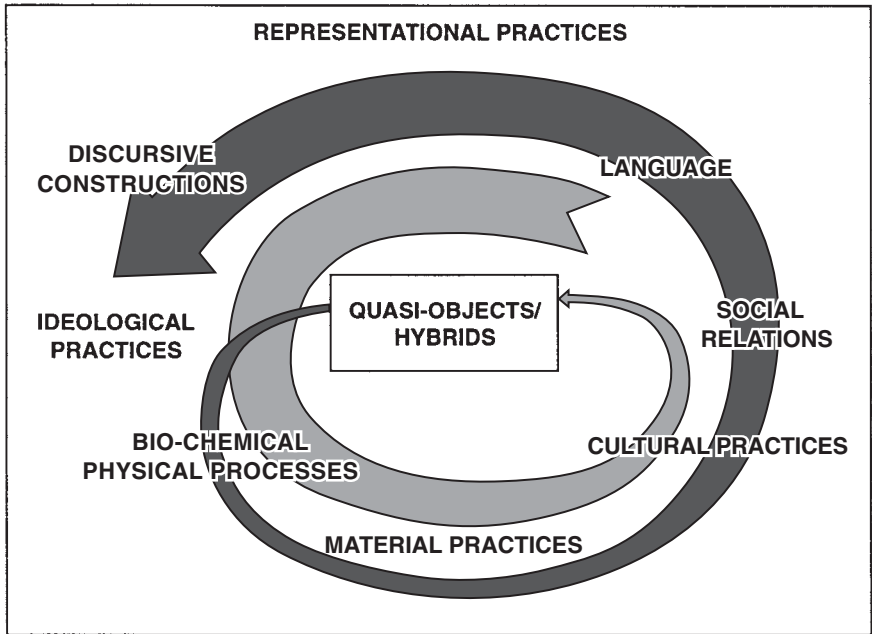 REPRESENTATIONAL PRACTICES
DISCURSIVE
CONSTRUCTIONS
LANGUAGE
IDEOLOGICAL
PRACTICES
QUASI-OBJECTS/
HYBRIDS
SOCIAL
RELATIONS
BIO-CHEMICAL
PHYSICAL PROCESSES
CULTURAL PRACTICES
MATERIAL PRACTICES